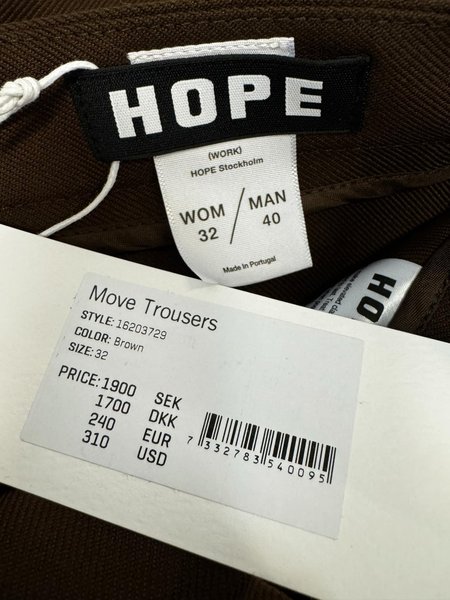 HOPE
(WORK)
HOPE Stockholm
WOM / MAN
32 40
Made in Portugal
HO
Move Trousers
STYLE: 16203729
COLOR: Brown
SIZE: 32
PRICE: 1900 SEK
1700 DKK
240 EUR
310 USD
7 332783 540095